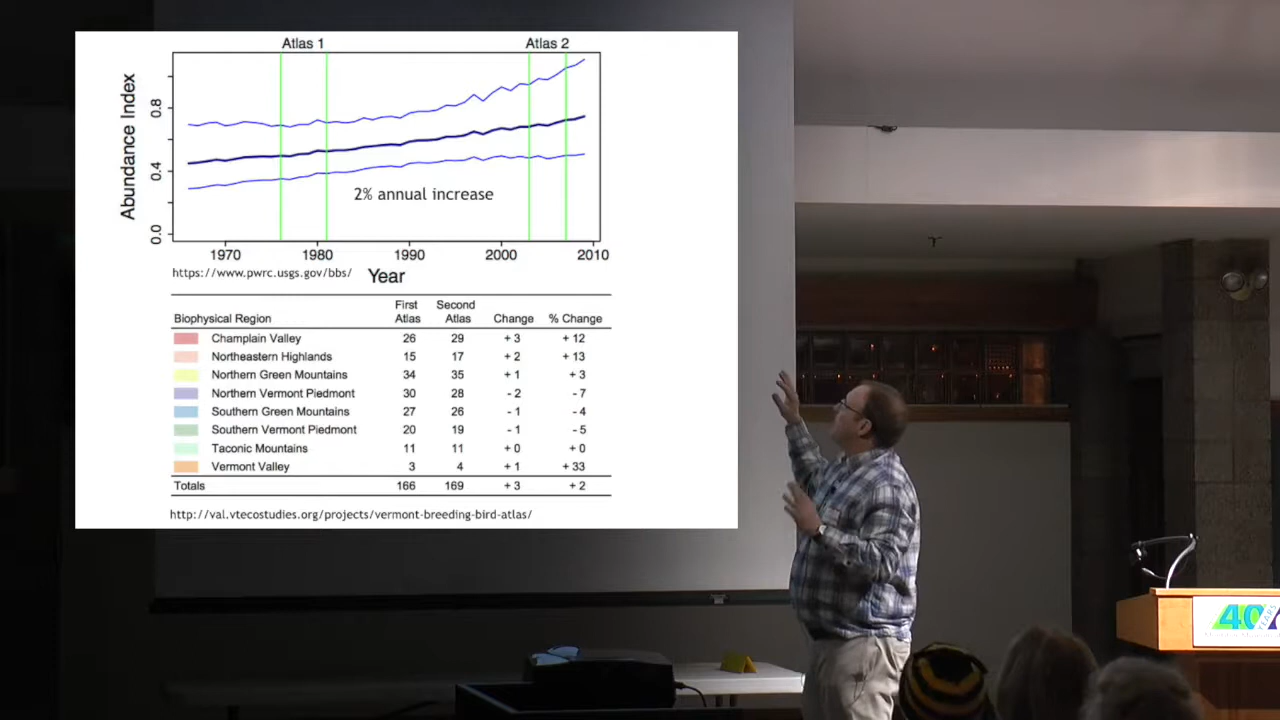 Atlas 1 Atlas 2
Abundance Index
0.8
0.4
0.0
2% annual increase
1970 1980 1990 2000 2010
https://www.pwrc.usgs.gov/bbs/ Year
First Second
Biophysical Region Atlas Atlas Change % Change
Champlain Valley 26 29 + 3 + 12
Northeastern Highlands 15 17 + 2 + 13
Northern Green Mountains 34 35 + 1 + 3
Northern Vermont Piedmont 30 28 - 2 - 7
Southern Green Mountains 27 26 - 1 - 4
Southern Vermont Piedmont 20 19 - 1 - 5
Taconic Mountains 11 11 + 0 + 0
Vermont Valley 3 4 + 1 + 33
Totals 166 169 + 3 + 2
http://val.vtecostudies.org/projects/vermont-breeding-bird-atlas/
40
YEARS